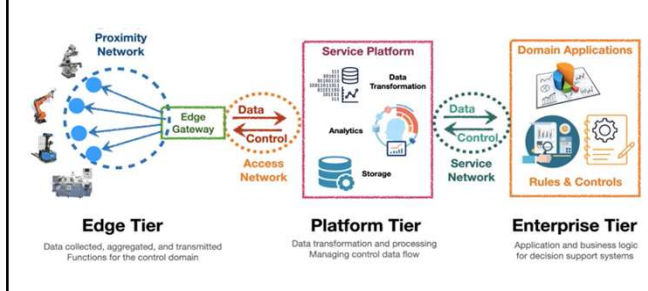 Proximity
Network
Edge
Gateway
Data
Control
Access
Network
Service Platform
Data
Transformation
Analytics
Storage
Data
Control
Service
Network
Domain Applications
Rules & Controls
Edge Tier
Data collected, aggregated, and transmitted
Functions for the control domain
Platform Tier
Data transformation and processing
Managing control data flow
Enterprise Tier
Application and business logic
for decision support systems